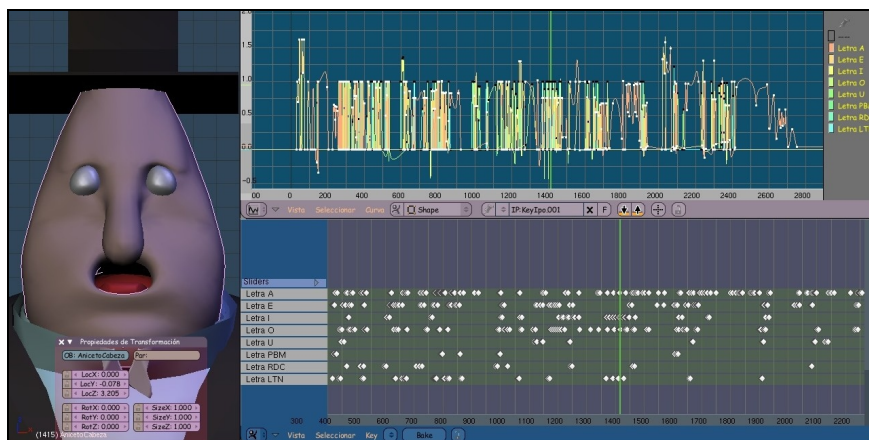 2.0
1.5
1.0
0.5
0.0
-0.5
00 0 200 400 600 800 1000 1200 1400 1600 1800 2000 2200 2400 2600 2800
Letra A
Letra E
Letra I
Letra O
Letra U
Letra PBM
Letra RDC
Letra LTN
Vista Seleccionar Curva Shape IP:KeyIpo.001 X F
Sliders
Letra A
Letra E
Letra I
Letra O
Letra U
Letra PBM
Letra RDC
Letra LTN
300 400 500 600 700 800 900 1000 1100 1200 1300 1400 1500 1600 1700 1800 1900 2000 2100 2200
Vista Seleccionar Key Bake
Propiedades de Transformación
OB: AnicetoCabeza Par:
LocX: 0.000
LocY: -0.078
LocZ: 3.205
RotX: 0.000 SizeX: 1.000
RotY: 0.000 SizeY: 1.000
RotZ: 0.000 SizeZ: 1.000
(1415) AnicetoCabeza